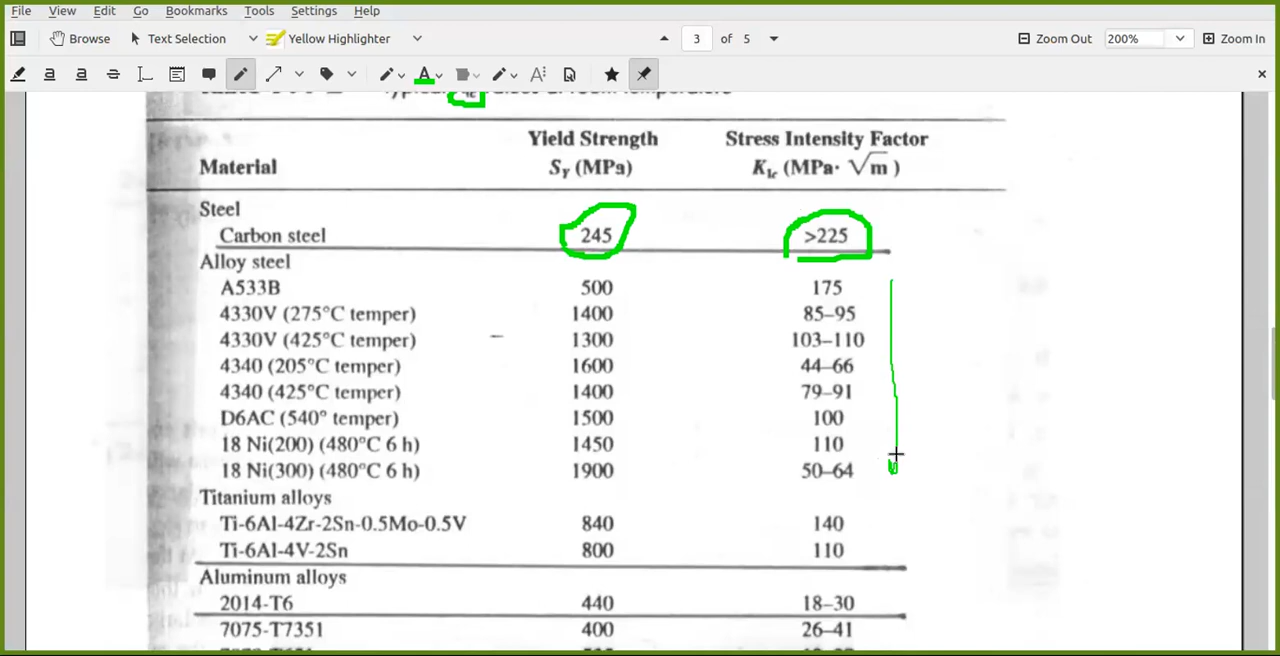 File View Edit Go Bookmarks Tools Settings Help
Browse Text Selection Yellow Highlighter 3 of 5 Zoom Out 200% Zoom In
Yield Strength Stress Intensity Factor
Material S_Y (MPa) K_Ic (MPa· √m )
Steel
Carbon steel 245 >225
Alloy steel
A533B 500 175
4330V (275°C temper) 1400 85–95
4330V (425°C temper) 1300 103–110
4340 (205°C temper) 1600 44–66
4340 (425°C temper) 1400 79–91
D6AC (540° temper) 1500 100
18 Ni(200) (480°C 6 h) 1450 110
18 Ni(300) (480°C 6 h) 1900 50–64
Titanium alloys
Ti-6Al-4Zr-2Sn-0.5Mo-0.5V 840 140
Ti-6Al-4V-2Sn 800 110
Aluminum alloys
2014-T6 440 18–30
7075-T7351 400 26–41